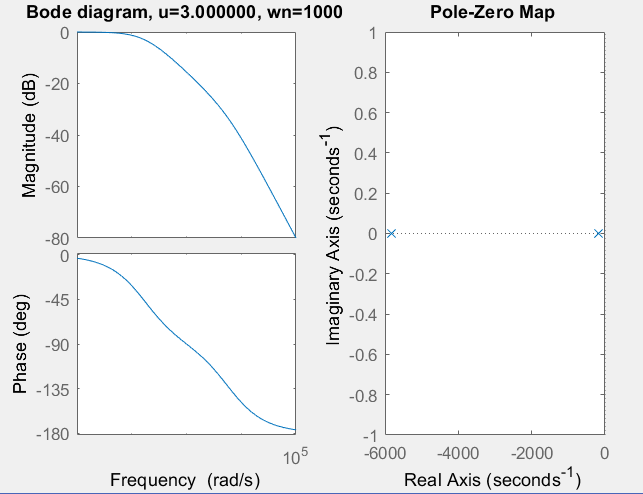 Bode diagram, u=3.000000, wn=1000
0
-20
-40
-60
-80
Magnitude (dB)
0
-45
-90
-135
-180
Phase (deg)
10^5
Frequency (rad/s)
Pole-Zero Map
1
0.8
0.6
0.4
0.2
0
-0.2
-0.4
-0.6
-0.8
-1
Imaginary Axis (seconds^-1)
-6000 -4000 -2000 0
Real Axis (seconds^-1)